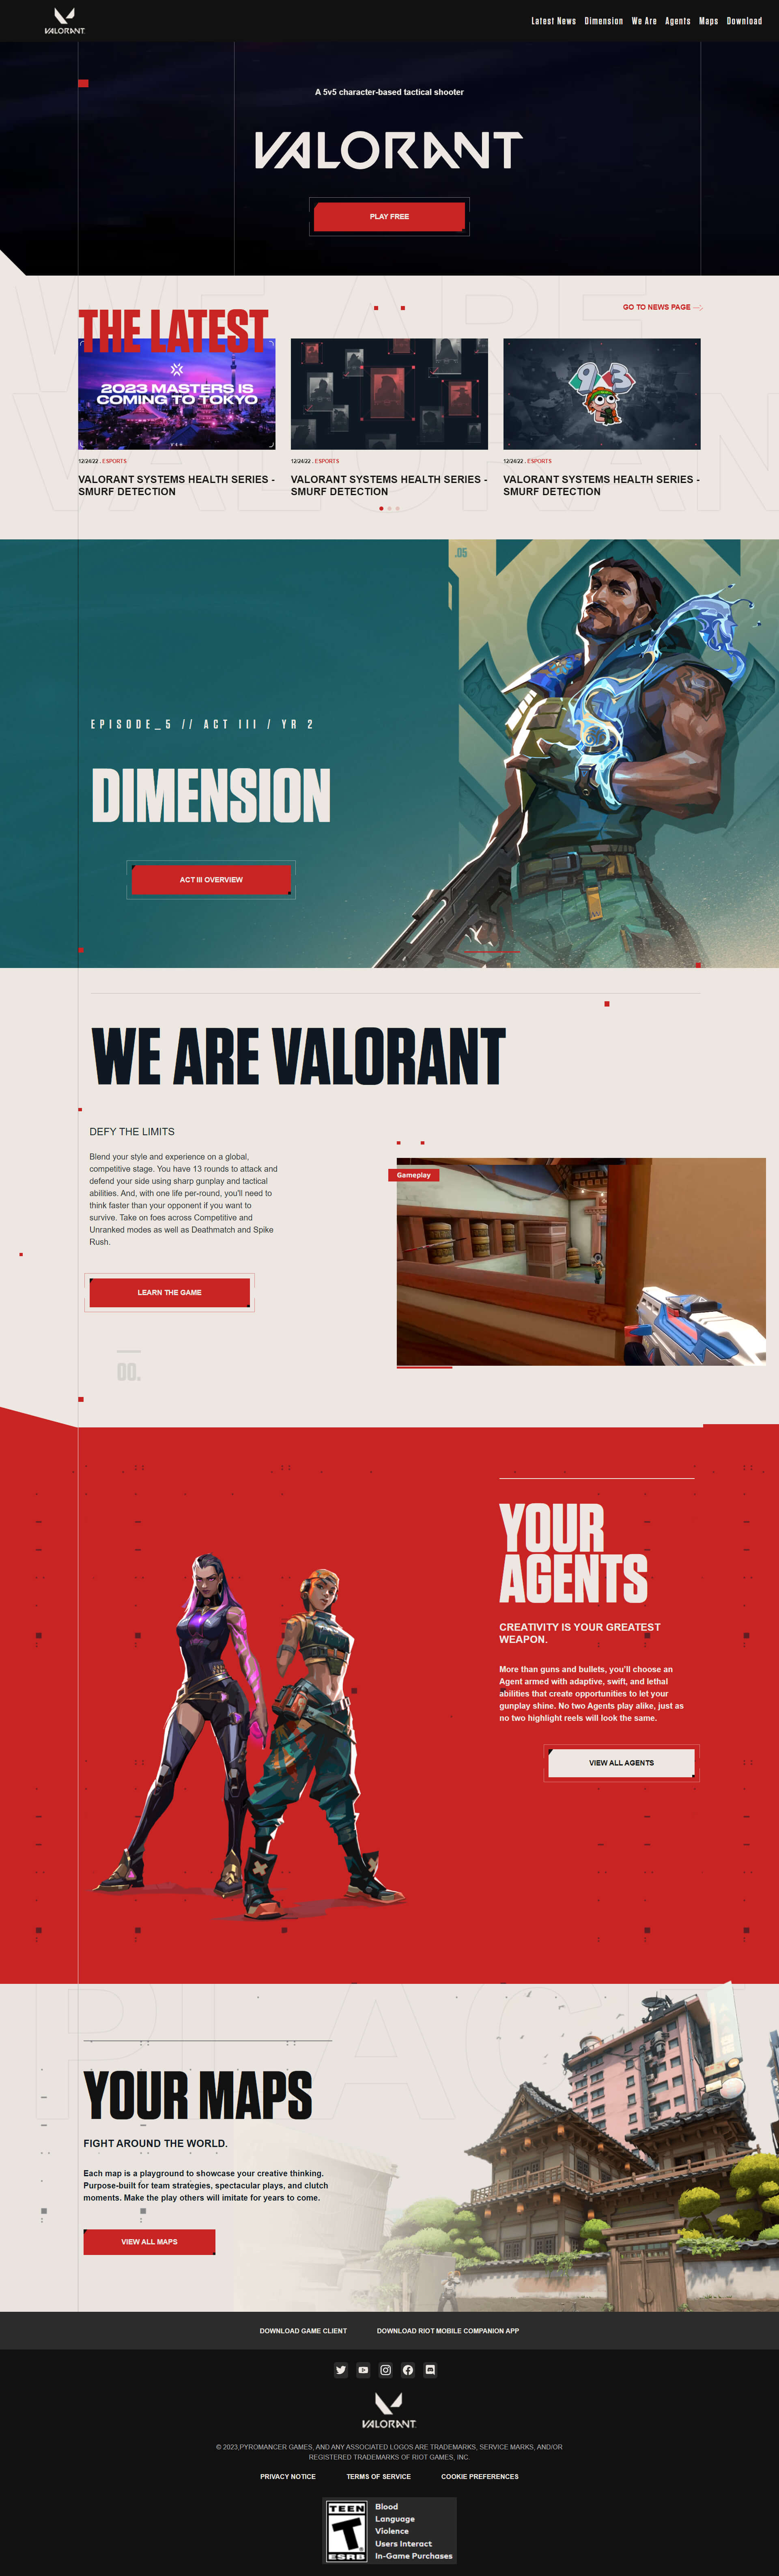 VALORANT
Latest News Dimension We Are Agents Maps Download
A 5v5 character-based tactical shooter
VALORANT
PLAY FREE
WE ARE
VALORANT
THE LATEST
GO TO NEWS PAGE
2023 MASTERS IS
COMING TO TOKYO
93
12/24/22 . ESPORTS
VALORANT SYSTEMS HEALTH SERIES -
SMURF DETECTION
12/24/22 . ESPORTS
VALORANT SYSTEMS HEALTH SERIES -
SMURF DETECTION
12/24/22 . ESPORTS
VALORANT SYSTEMS HEALTH SERIES -
SMURF DETECTION
.05
EPISODE_5 // ACT III / YR 2
DIMENSION
ACT III OVERVIEW
WE ARE VALORANT
DEFY THE LIMITS
Blend your style and experience on a global,
competitive stage. You have 13 rounds to attack and
defend your side using sharp gunplay and tactical
abilities. And, with one life per-round, you'll need to
think faster than your opponent if you want to
survive. Take on foes across Competitive and
Unranked modes as well as Deathmatch and Spike
Rush.
Gameplay
LEARN THE GAME
00.
YOUR
AGENTS
CREATIVITY IS YOUR GREATEST
WEAPON.
More than guns and bullets, you'll choose an
Agent armed with adaptive, swift, and lethal
abilities that create opportunities to let your
gunplay shine. No two Agents play alike, just as
no two highlight reels will look the same.
VIEW ALL AGENTS
YOUR MAPS
FIGHT AROUND THE WORLD.
Each map is a playground to showcase your creative thinking.
Purpose-built for team strategies, spectacular plays, and clutch
moments. Make the play others will imitate for years to come.
VIEW ALL MAPS
DOWNLOAD GAME CLIENT DOWNLOAD RIOT MOBILE COMPANION APP
VALORANT
© 2023,PYROMANCER GAMES, AND ANY ASSOCIATED LOGOS ARE TRADEMARKS, SERVICE MARKS, AND/OR
REGISTERED TRADEMARKS OF RIOT GAMES, INC.
PRIVACY NOTICE TERMS OF SERVICE COOKIE PREFERENCES
TEEN
T
ESRB
Blood
Language
Violence
Users Interact
In-Game Purchases